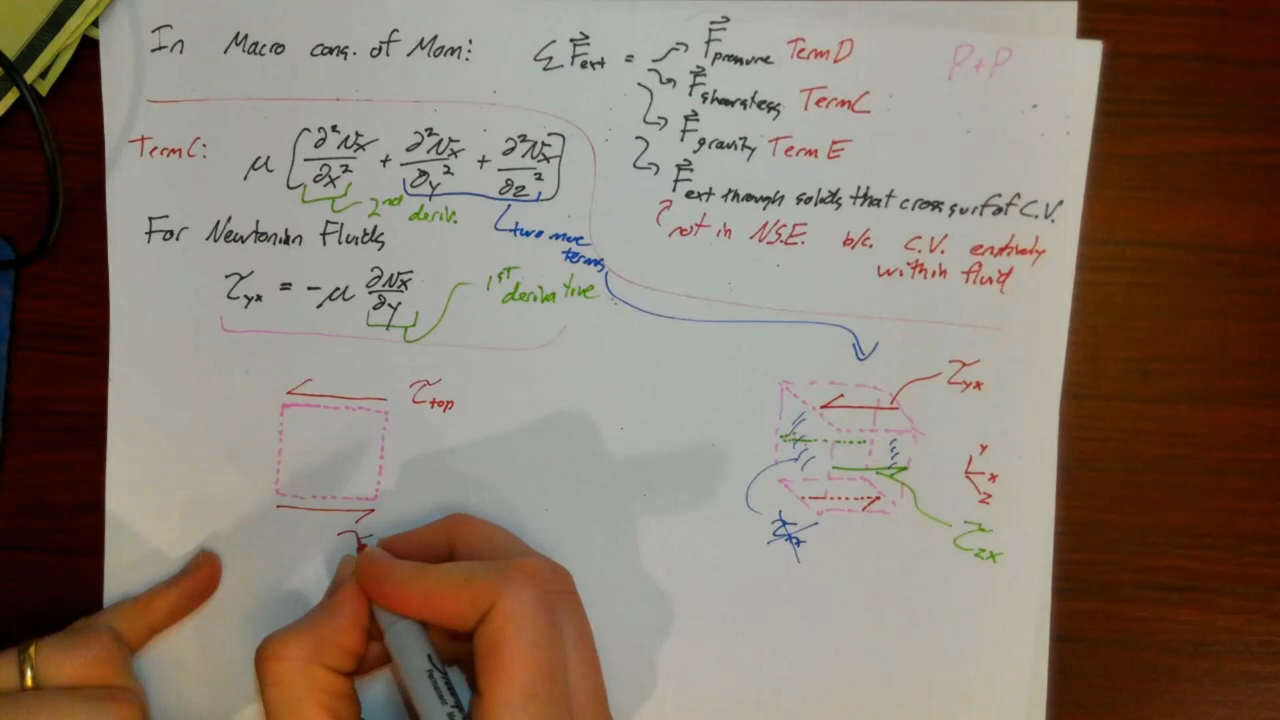 In Macro cons. of Mom: Σ F⃗ext = F⃗pressure Term D
P+P
F⃗shearstress Term C
F⃗gravity Term E
F⃗ext through solids that cross surf of C.V.
not in N.S.E. b/c. C.V. entirely
within fluid
Term C: μ [∂²vx/∂x² + ∂²vx/∂y² + ∂²vx/∂z²]
2nd deriv.
two more
terms
For Newtonian Fluids
τyx = -μ ∂vx/∂y
1st
derivative
τtop
τyx
Y
X
Z
τxx
τzx